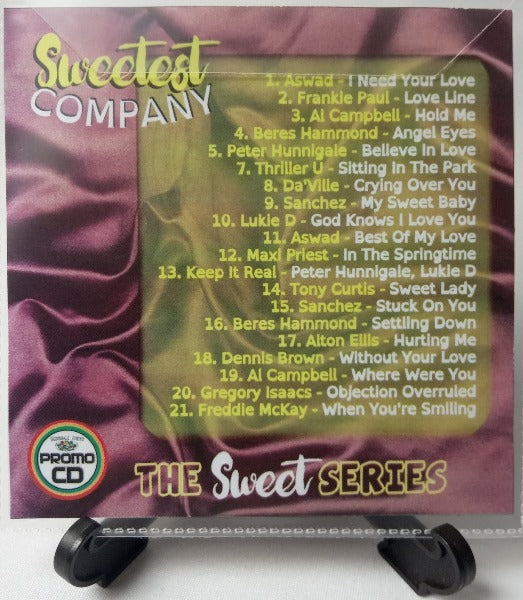 Sweetest
COMPANY
1. Aswad - I Need Your Love
2. Frankie Paul - Love Line
3. Al Campbell - Hold Me
4. Beres Hammond - Angel Eyes
5. Peter Hunnigale - Believe In Love
7. Thriller U - Sitting In The Park
8. Da'Ville - Crying Over You
9. Sanchez - My Sweet Baby
10. Lukie D - God Knows I Love You
11. Aswad - Best Of My Love
12. Maxi Priest - In The Springtime
13. Keep It Real - Peter Hunnigale, Lukie D
14. Tony Curtis - Sweet Lady
15. Sanchez - Stuck On You
16. Beres Hammond - Settling Down
17. Alton Ellis - Hurting Me
18. Dennis Brown - Without Your Love
19. Al Campbell - Where Were You
20. Gregory Isaacs - Objection Overruled
21. Freddie McKay - When You're Smiling
PROMO
CD
THE Sweet SERIES